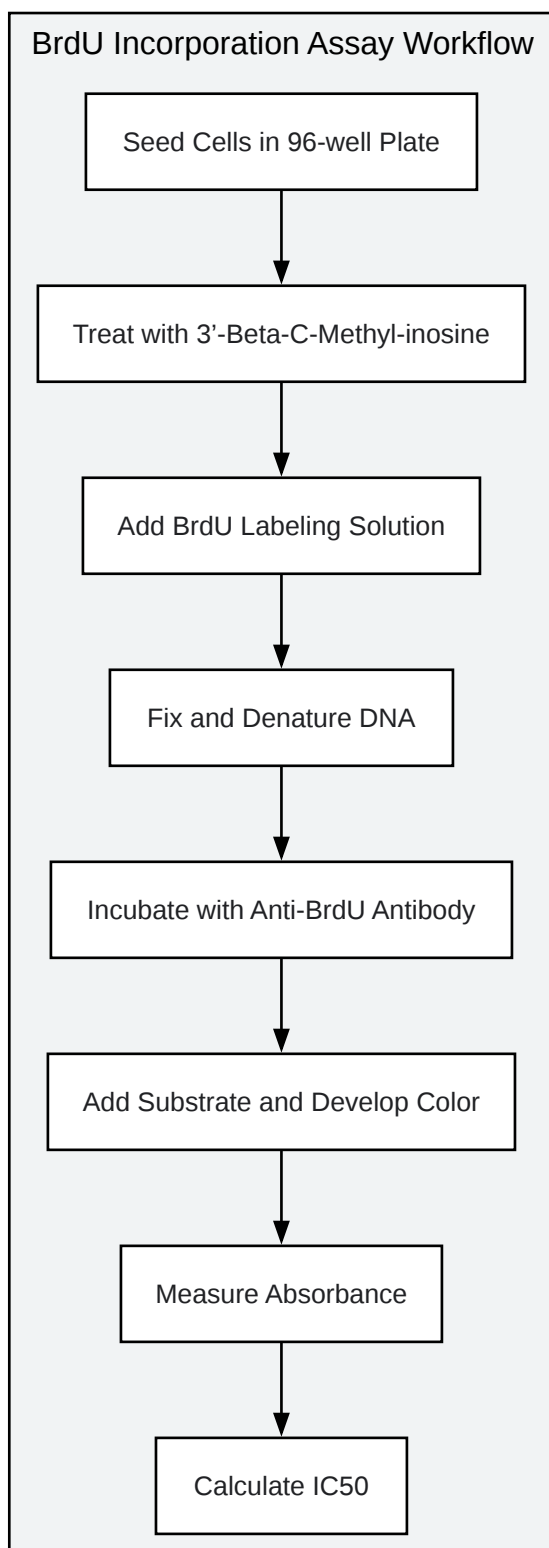 BrdU Incorporation Assay Workflow
Seed Cells in 96-well Plate
Treat with 3’-Beta-C-Methyl-inosine
Add BrdU Labeling Solution
Fix and Denature DNA
Incubate with Anti-BrdU Antibody
Add Substrate and Develop Color
Measure Absorbance
Calculate IC50